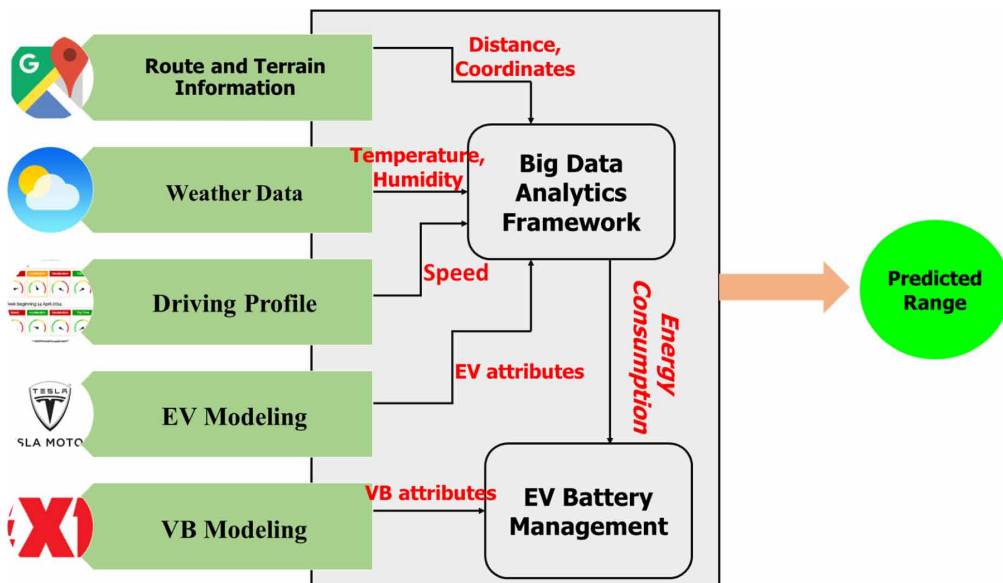 G
Route and Terrain
Information
Distance,
Coordinates
Weather Data
Temperature,
Humidity
Big Data
Analytics
Framework
Driving Profile
Speed
EV Modeling
EV attributes
Energy
Consumption
TESLA
SLA MOTO
VB Modeling
VB attributes
EV Battery
Management
X1
Predicted
Range